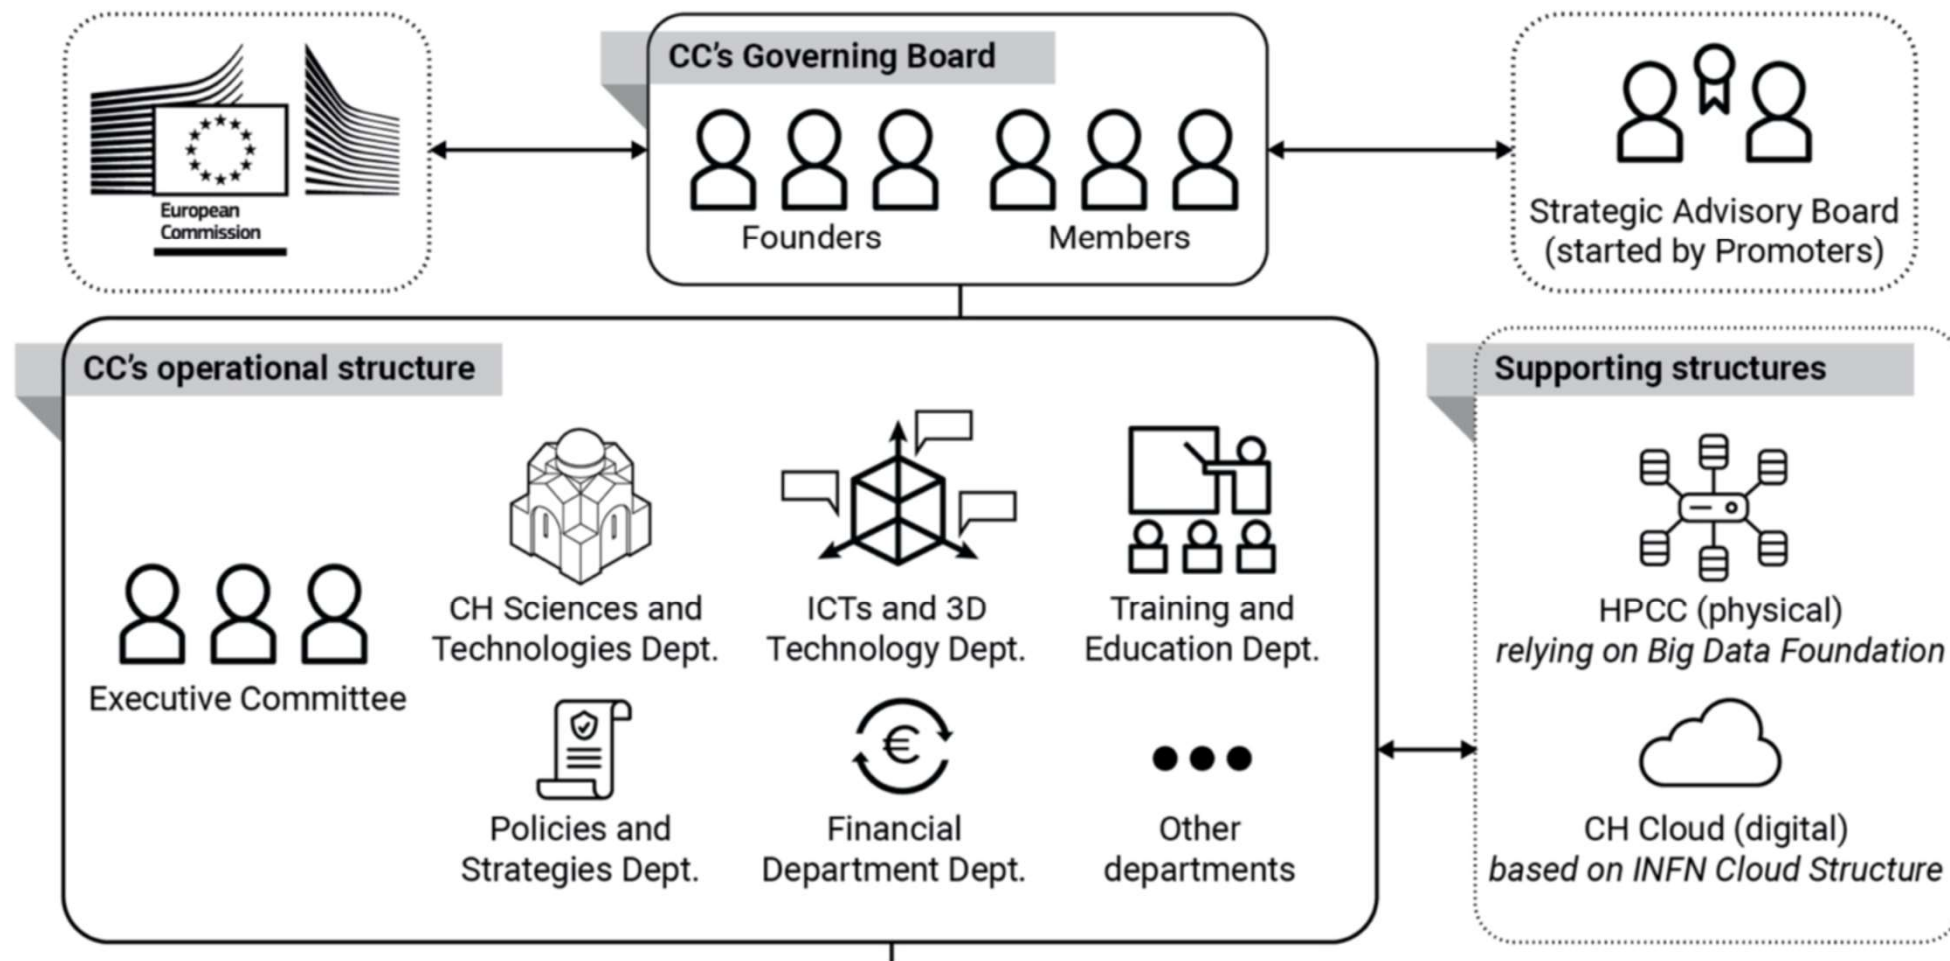 European
Commission
CC's Governing Board
Founders
Members
Strategic Advisory Board
(started by Promoters)
CC's operational structure
Executive Committee
CH Sciences and
Technologies Dept.
ICTs and 3D
Technology Dept.
Training and
Education Dept.
Policies and
Strategies Dept.
€
Financial
Department Dept.
Other
departments
Supporting structures
HPCC (physical)
relying on Big Data Foundation
CH Cloud (digital)
based on INFN Cloud Structure